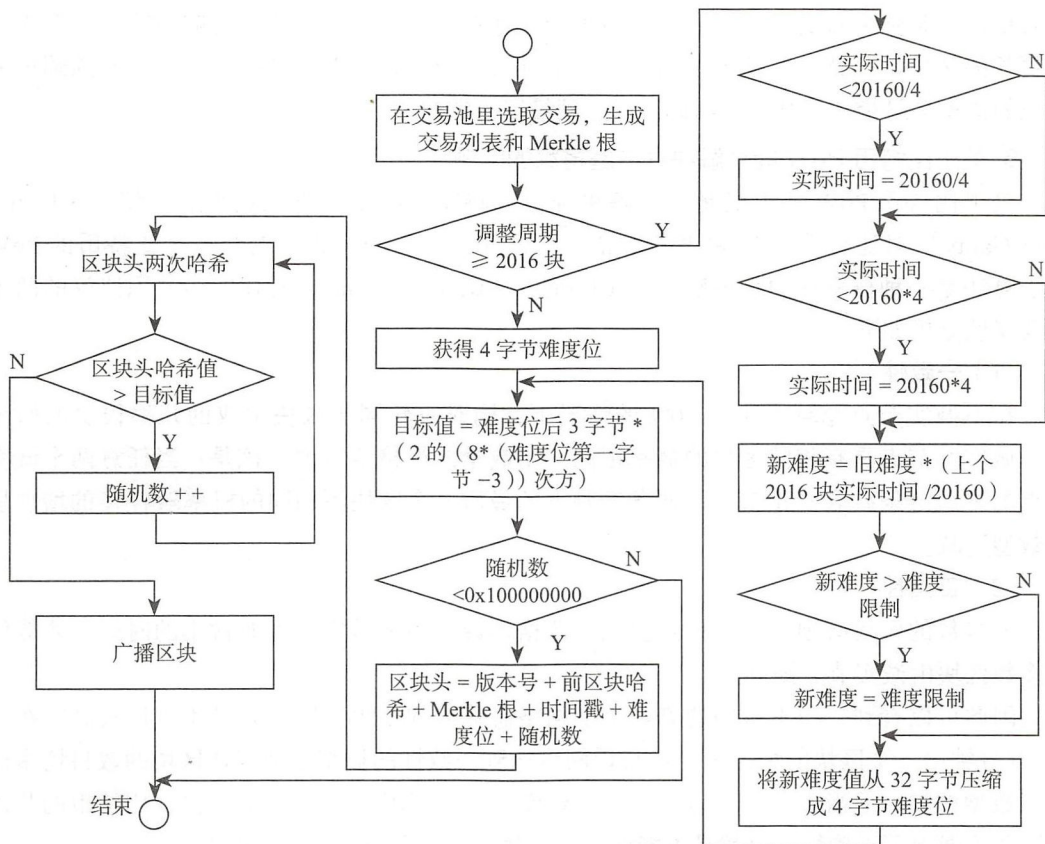 在交易池里选取交易，生成
交易列表和 Merkle 根
调整周期
≥ 2016 块
Y
N
获得 4 字节难度位
目标值 = 难度位后 3 字节 *
（2 的（8*（难度位第一字
节 −3））次方）
随机数
<0x100000000
N
Y
区块头 = 版本号 + 前区块哈
希 + Merkle 根 + 时间戳 + 难
度位 + 随机数
区块头两次哈希
N
区块头哈希值
> 目标值
Y
随机数 + +
广播区块
结束
实际时间
<20160/4
N
Y
实际时间 = 20160/4
实际时间
<20160*4
N
Y
实际时间 = 20160*4
新难度 = 旧难度 *（上个
2016 块实际时间 /20160）
新难度 > 难度
限制
N
Y
新难度 = 难度限制
将新难度值从 32 字节压缩
成 4 字节难度位